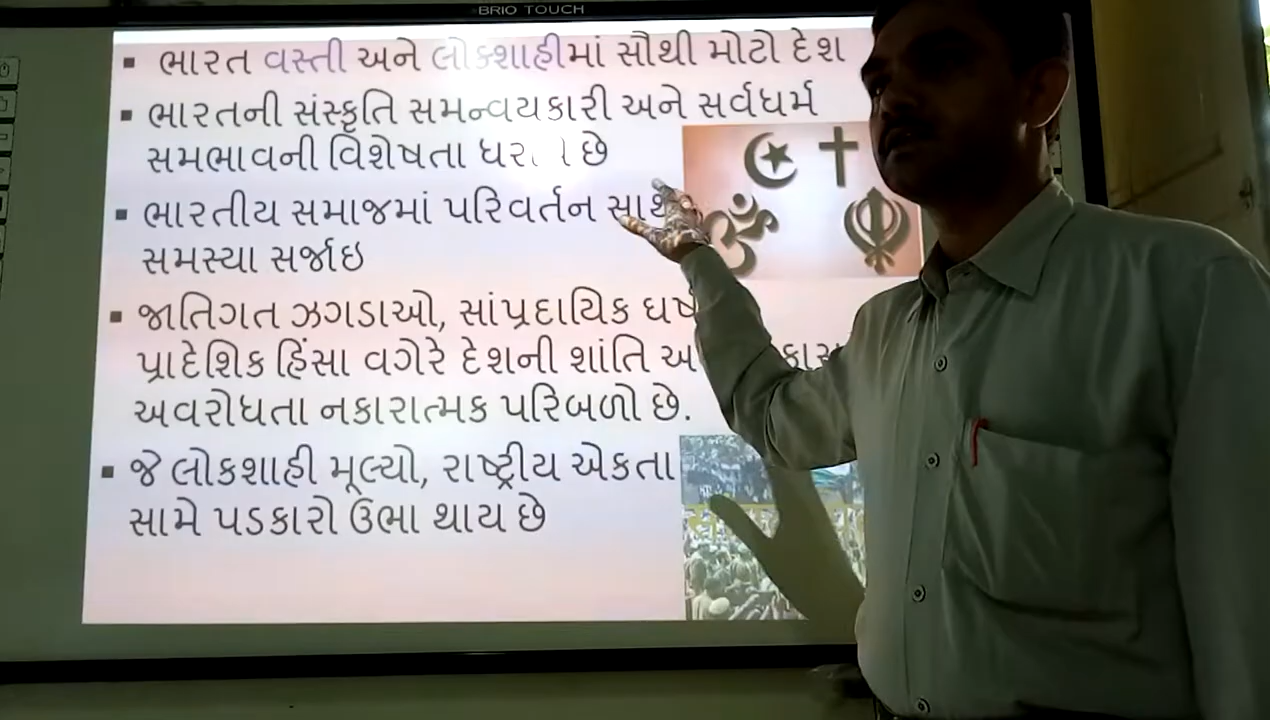 BRIO TOUCH
▪ ભારત વસ્તી અને લોકશાહીમાં સૌથી મોટો દેશ
▪ ભારતની સંસ્કૃતિ સમન્વયકારી અને સર્વધર્મ
સમભાવની વિશેષતા છે
▪ ભારતીય સમાજમાં પરિવર્તન
સમસ્યા સર્જાઇ
▪ જાતિગત ઝગડાઓ, સાંપ્રદાયિક
પ્રાદેશિક હિંસા વગેરે દેશની શાંતિ
અવરોધતા નકારાત્મક પરિબળો છે.
▪ જે લોકશાહી મૂલ્યો, રાષ્ટ્રીય એકતા
સામે પડકારો ઉભા થાય છે